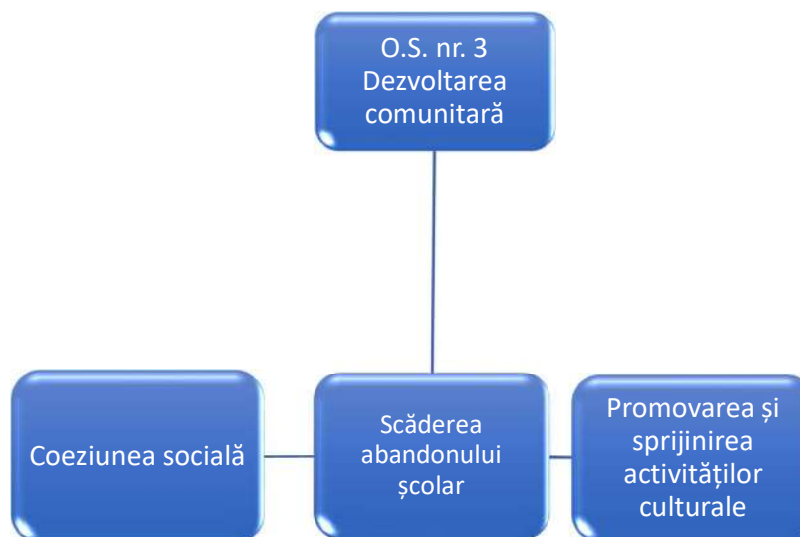 O.S. nr. 3
Dezvoltarea
comunitară
Coeziunea socială
Scăderea
abandonului
școlar
Promovarea și
sprijinirea
activităților
culturale